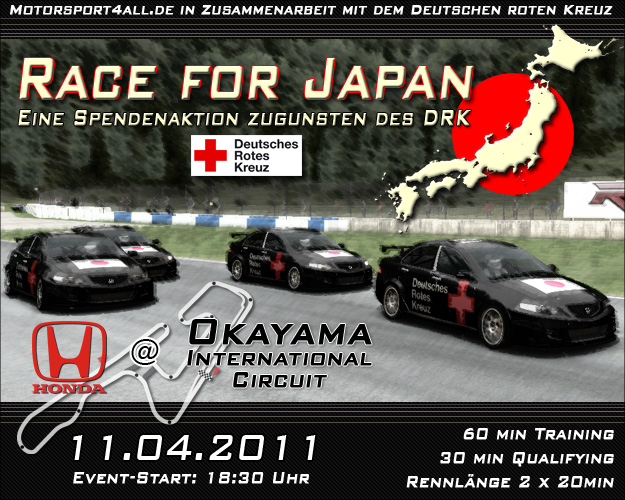 Motorsport4all.de in Zusammenarbeit mit dem Deutschen roten Kreuz
Race for Japan
Eine Spendenaktion zugunsten des DRK
Deutsches
Rotes
Kreuz
Deutsches
Rotes
Kreuz
HONDA
@
Okayama
International
Circuit
11.04.2011
Event-Start: 18:30 Uhr
60 min Training
30 min Qualifying
Rennlänge 2 x 20min